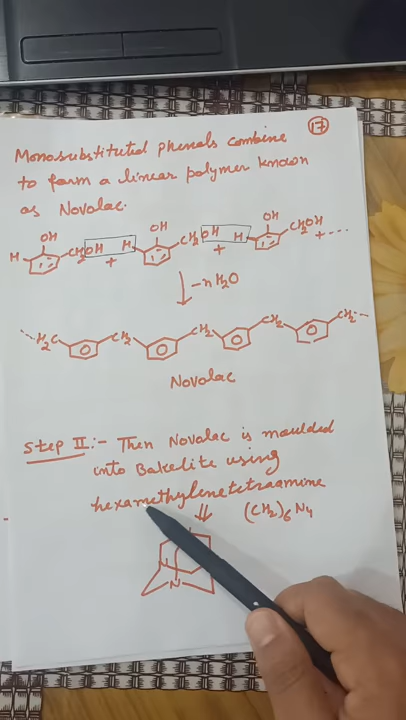 17
Monosubstituted phenols combine
to form a linear polymer known
as Novolac.
OH OH OH
H CH2OH H CH2OH H CH2OH
+ + + ----
-nH2O
--H2C CH2 CH2 CH2 CH2--
Novolac
Step II:- Then Novolac is moulded
into Bakelite using
hexamethylenetetraamine
(CH2)6N4
N